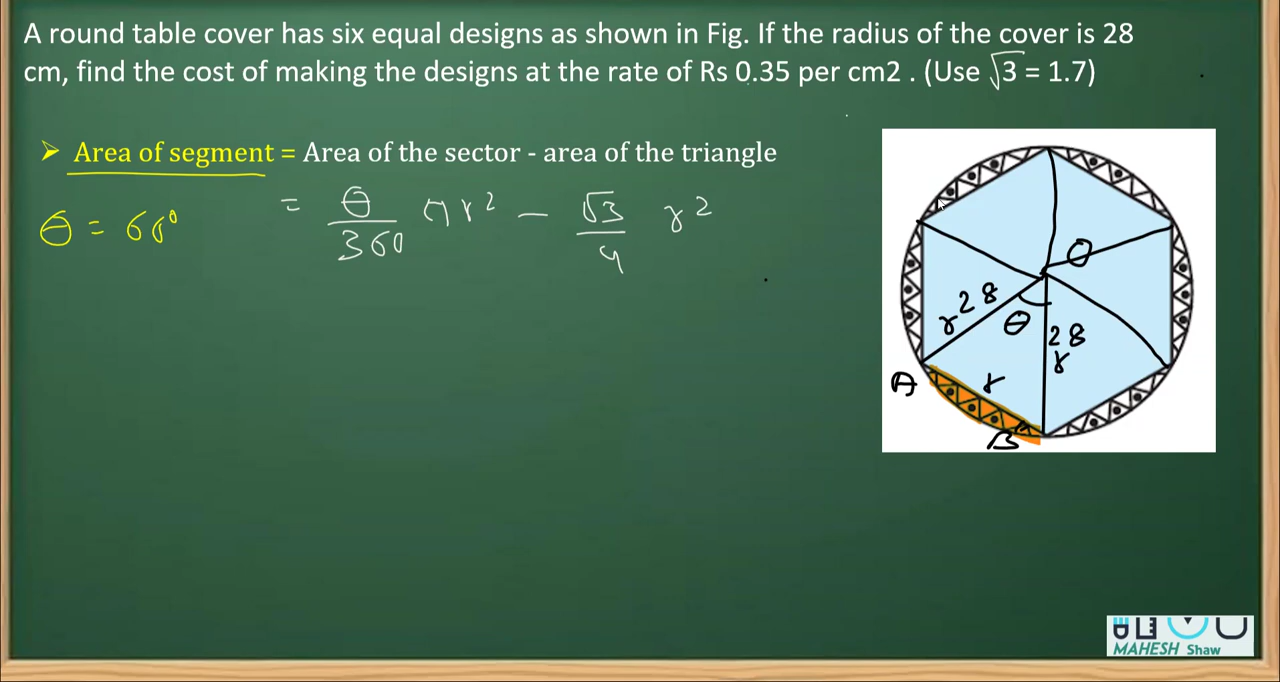 A round table cover has six equal designs as shown in Fig. If the radius of the cover is 28
cm, find the cost of making the designs at the rate of Rs 0.35 per cm2 . (Use √3 = 1.7)
➢ Area of segment = Area of the sector - area of the triangle
θ = 60°
= θ/360 πr² − √3/4 r²
O
r 28
θ
28
r
r
A
B
MAHESH Shaw